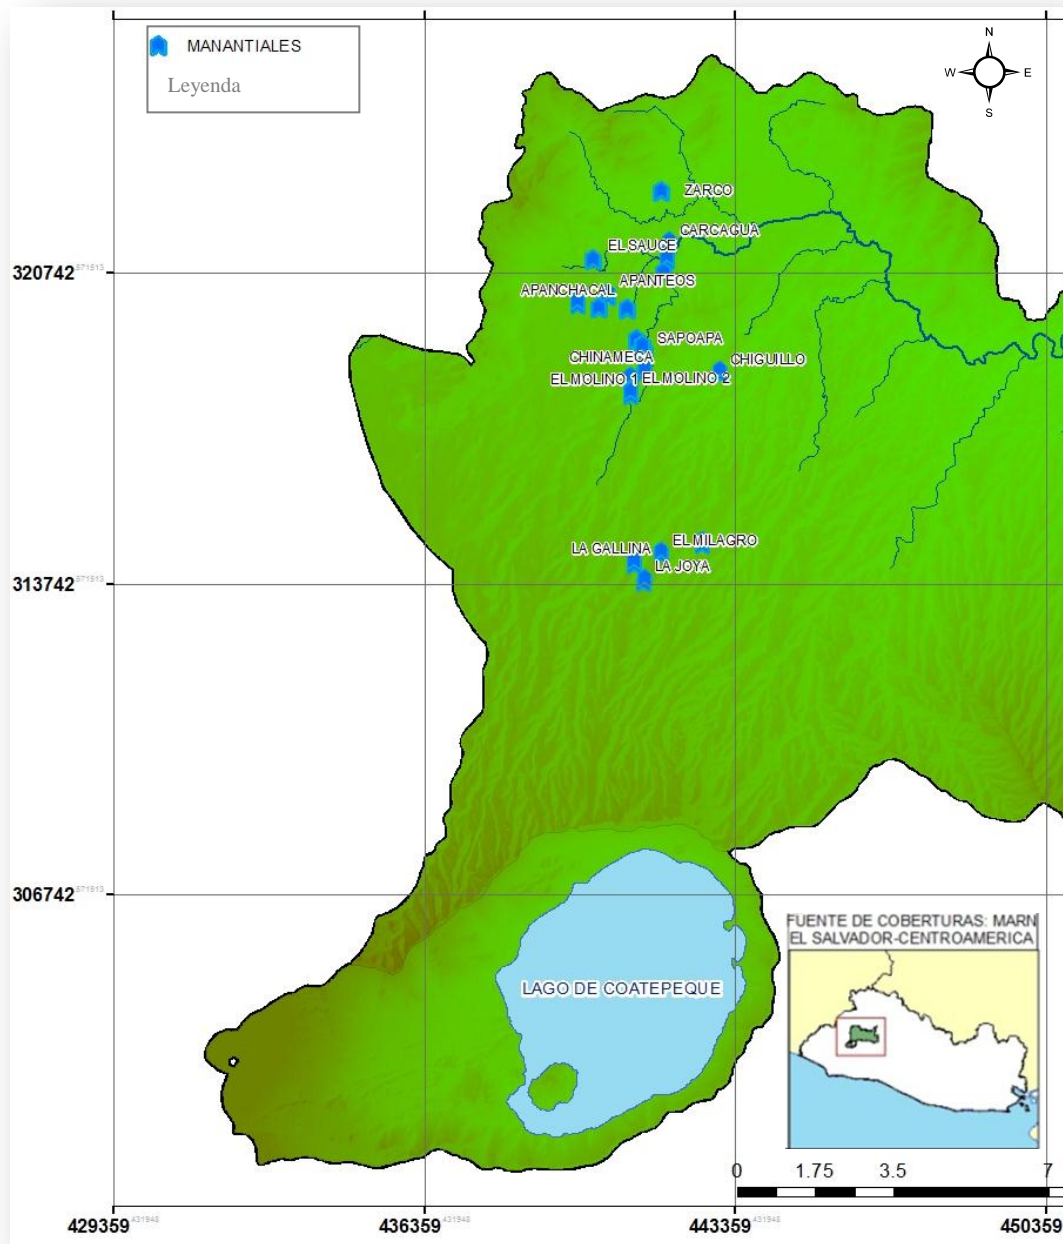 MANANTIALES
Leyenda
N
W E
S
ZARCO
CARCAGUA
EL SAUCE
320742
APANTEOS
APANCHACAL
SAPOAPA
CHINAMECA
CHIGUILLO
EL MOLINO 1 EL MOLINO 2
EL MILAGRO
LA GALLINA
LA JOYA
313742
306742
FUENTE DE COBERTURAS: MARN
EL SALVADOR-CENTROAMERICA
LAGO DE COATEPEQUE
0 1.75 3.5 7
429359 436359 443359 450359